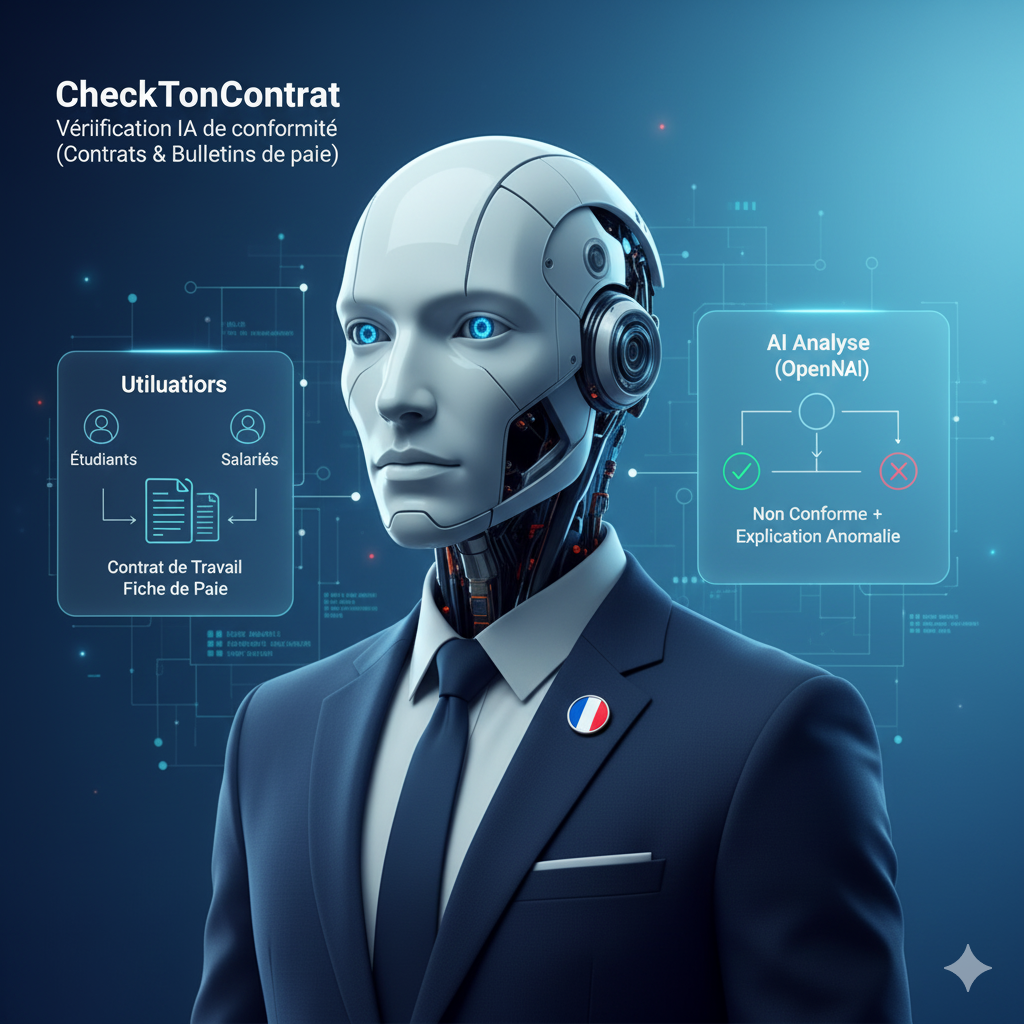 CheckTonContrat
Vériification IA de conformité
(Contrats & Bulletins de paie)
Utiluatiors
Étudiants
Salariés
Contrat de Travail
Fiche de Paie
AI Analyse
(OpenNAI)
Non Conforme +
Explication Anomalie